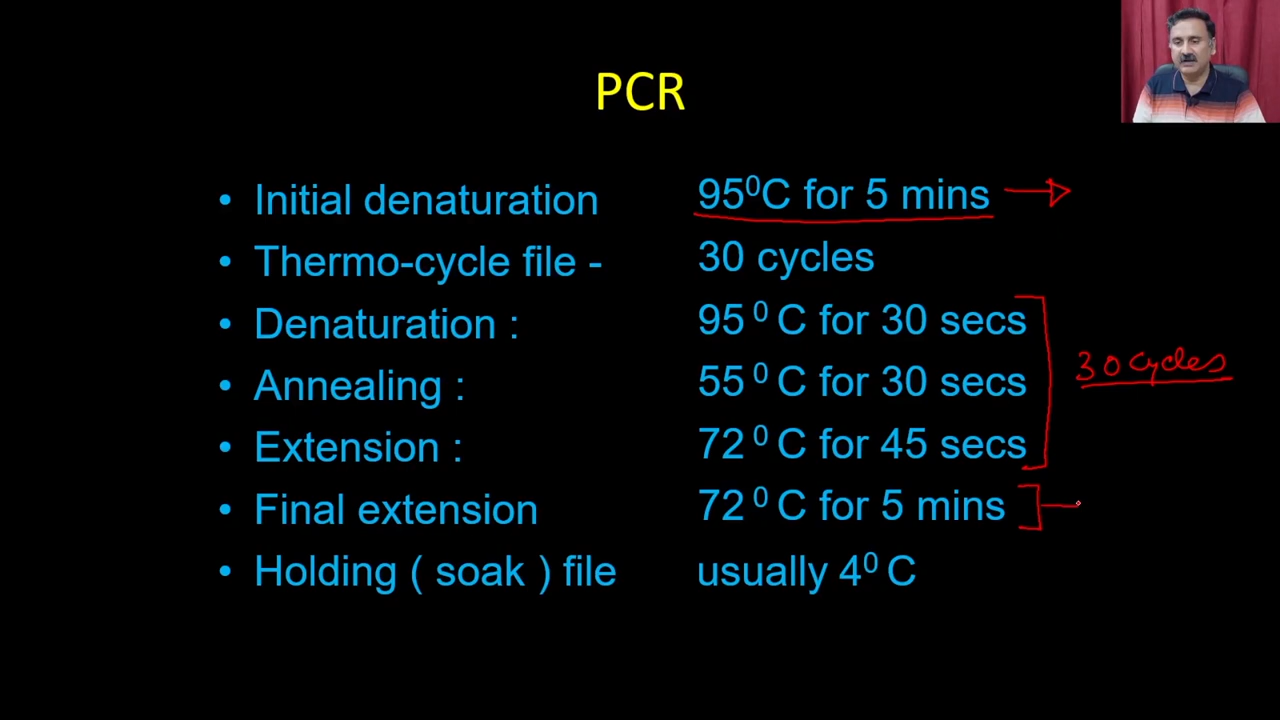 PCR
• Initial denaturation 95⁰C for 5 mins
• Thermo-cycle file - 30 cycles
• Denaturation : 95 ⁰ C for 30 secs
• Annealing : 55 ⁰ C for 30 secs
30 cycles
• Extension : 72 ⁰ C for 45 secs
• Final extension 72 ⁰ C for 5 mins
• Holding ( soak ) file usually 4⁰ C